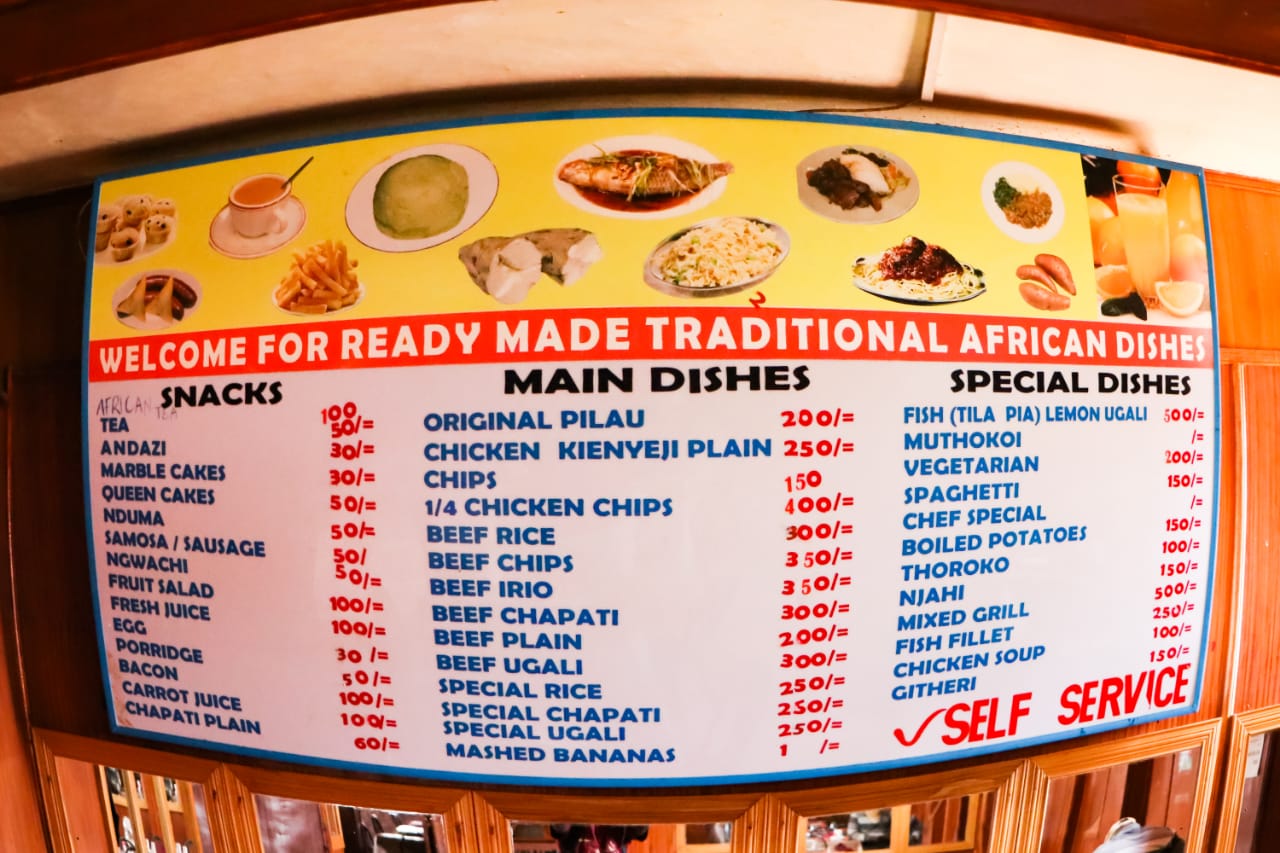 WELCOME FOR READY MADE TRADITIONAL AFRICAN DISHES
SNACKS
AFRICAN TEA 100
TEA 50/=
ANDAZI 30/=
MARBLE CAKES 30/=
QUEEN CAKES 50/=
NDUMA 50/=
SAMOSA / SAUSAGE 50/
NGWACHI 50/=
FRUIT SALAD 100/=
FRESH JUICE 100/=
EGG 30 /=
PORRIDGE 50/=
BACON 100/=
CARROT JUICE 100/=
CHAPATI PLAIN 60/=
MAIN DISHES
ORIGINAL PILAU 200/=
CHICKEN KIENYEJI PLAIN 250/=
CHIPS 150
1/4 CHICKEN CHIPS 400/=
BEEF RICE 300/=
BEEF CHIPS 350/=
BEEF IRIO 350/=
BEEF CHAPATI 300/=
BEEF PLAIN 200/=
BEEF UGALI 300/=
SPECIAL RICE 250/=
SPECIAL CHAPATI 250/=
SPECIAL UGALI 250/=
MASHED BANANAS 1 /=
SPECIAL DISHES
FISH (TILA PIA) LEMON UGALI 500/=
MUTHOKOI /=
VEGETARIAN 200/=
SPAGHETTI 150/=
CHEF SPECIAL /=
BOILED POTATOES 150/=
THOROKO 100/=
NJAHI 150/=
MIXED GRILL 500/=
FISH FILLET 250/=
CHICKEN SOUP 100/=
GITHERI 150/=
✓SELF SERVICE